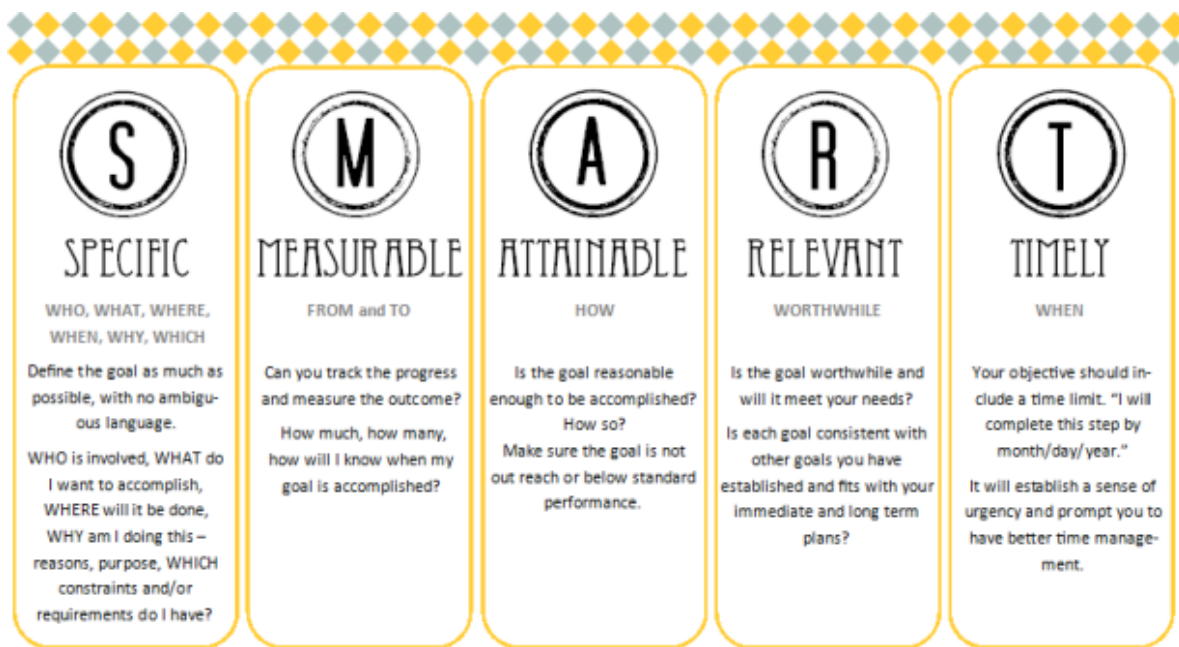 S
SPECIFIC
WHO, WHAT, WHERE,
WHEN, WHY, WHICH
Define the goal as much as
possible, with no ambigu-
ous language.
WHO is involved, WHAT do
I want to accomplish,
WHERE will it be done,
WHY am I doing this –
reasons, purpose, WHICH
constraints and/or
requirements do I have?
M
MEASURABLE
FROM and TO
Can you track the progress
and measure the outcome?
How much, how many,
how will I know when my
goal is accomplished?
A
ATTAINABLE
HOW
Is the goal reasonable
enough to be accomplished?
How so?
Make sure the goal is not
out reach or below standard
performance.
R
RELEVANT
WORTHWHILE
Is the goal worthwhile and
will it meet your needs?
Is each goal consistent with
other goals you have
established and fits with your
immediate and long term
plans?
T
TIMELY
WHEN
Your objective should in-
clude a time limit. “I will
complete this step by
month/day/year.”
It will establish a sense of
urgency and prompt you to
have better time manage-
ment.